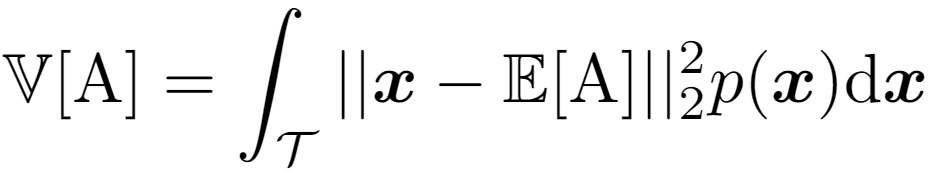 𝕍[A] = ∫_𝒯 ||𝒙 − 𝔼[A]||₂² p(𝒙)d𝒙